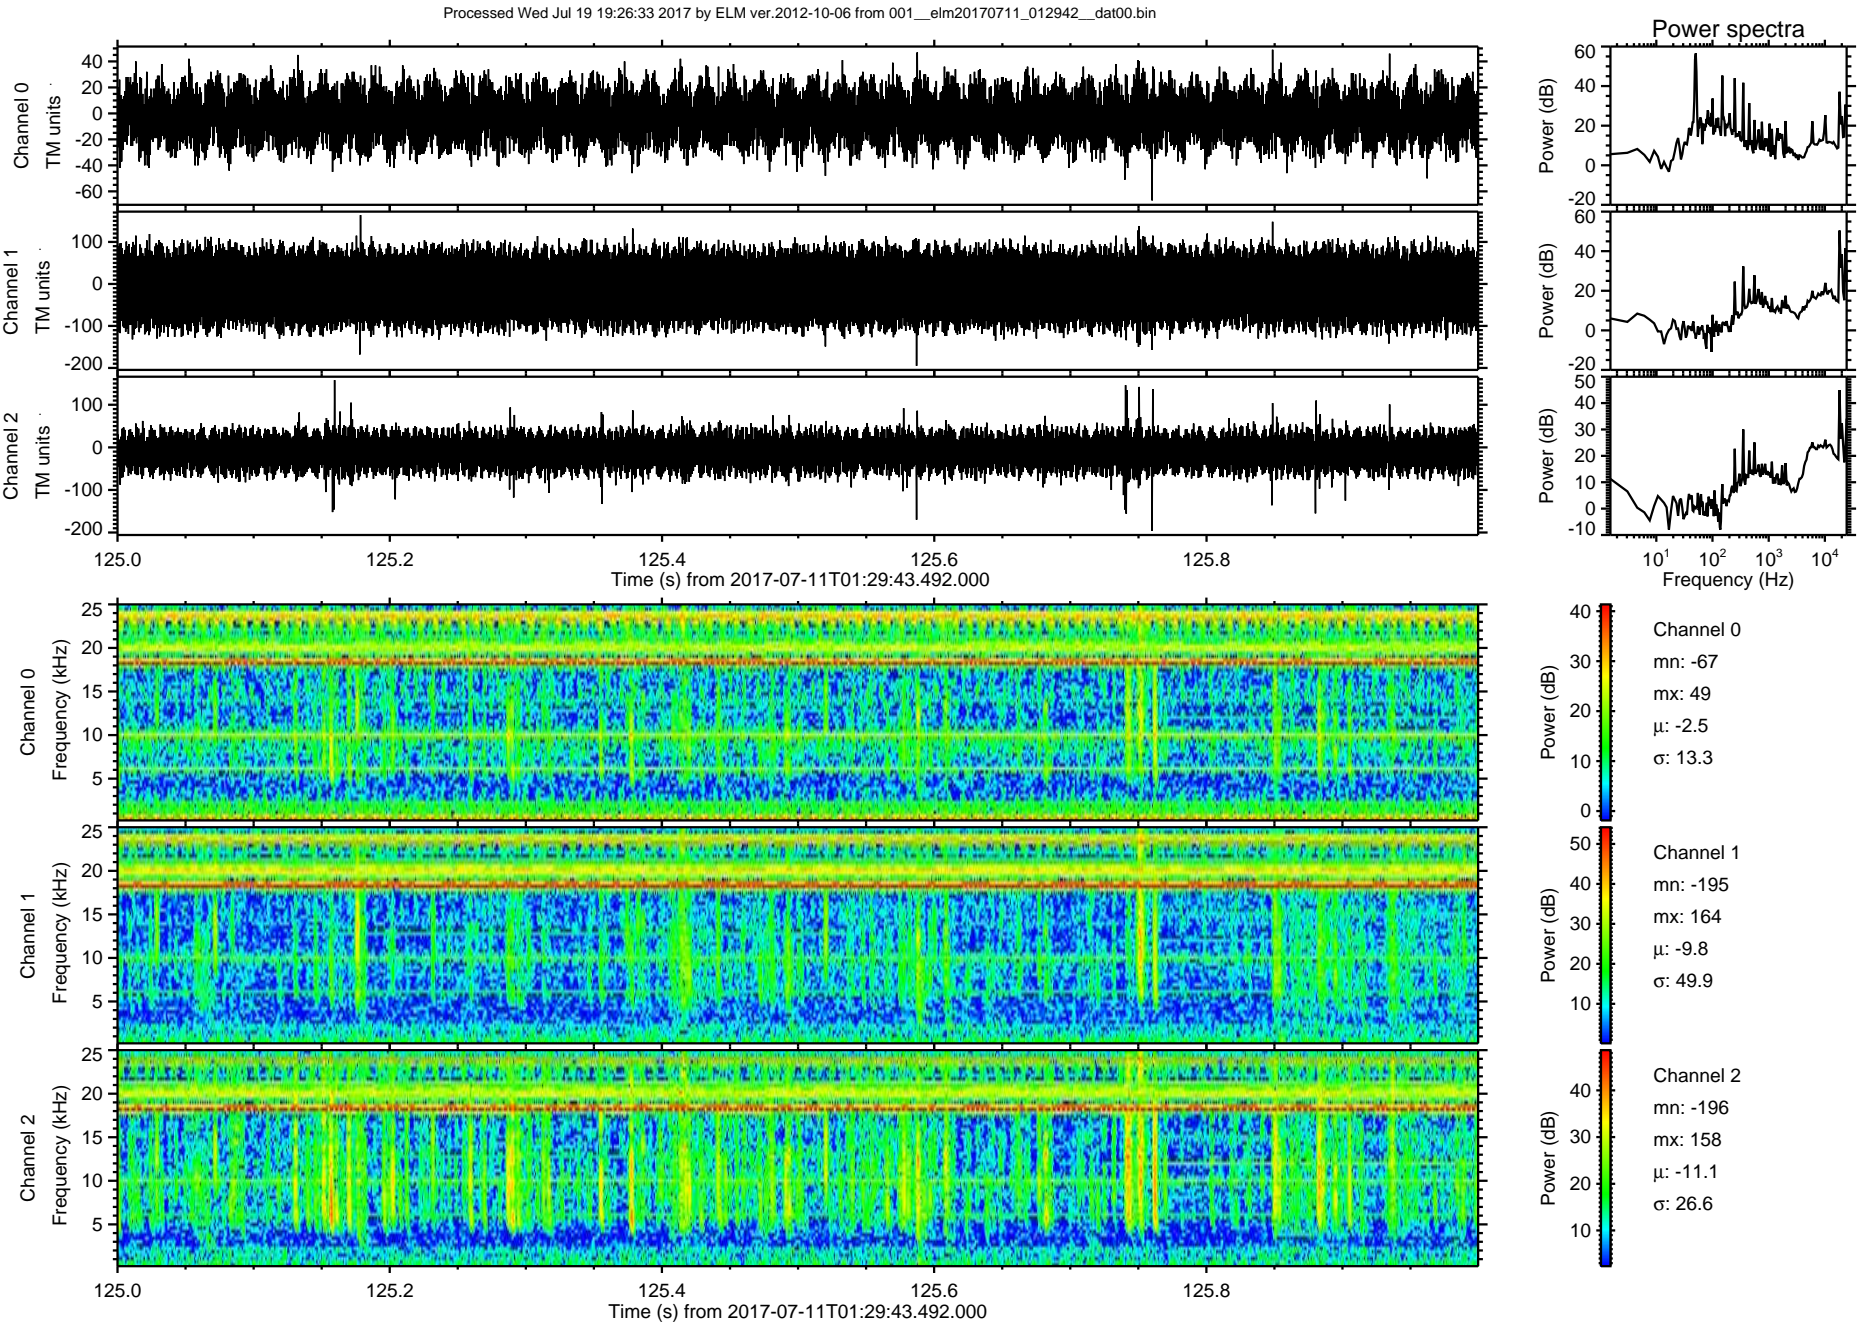 Processed Wed Jul 19 19:26:33 2017 by ELM ver.2012-10-06 from 001__elm20170711_012942__dat00.bin
Power spectra
Channel 0
TM units
40
20
0
-20
-40
-60
Power (dB)
60
40
20
0
-20
Channel 1
TM units
100
0
-100
-200
Power (dB)
60
40
20
0
-20
Channel 2
TM units
100
0
-100
-200
Power (dB)
50
40
30
20
10
0
-10
125.0 125.2 125.4 125.6 125.8
Time (s) from 2017-07-11T01:29:43.492.000
10¹ 10² 10³ 10⁴
Frequency (Hz)
Channel 0
Frequency (kHz)
25
20
15
10
5
Power (dB)
40
30
20
10
0
Channel 0
mn: -67
mx: 49
μ: -2.5
σ: 13.3
Channel 1
Frequency (kHz)
25
20
15
10
5
Power (dB)
50
40
30
20
10
Channel 1
mn: -195
mx: 164
μ: -9.8
σ: 49.9
Channel 2
Frequency (kHz)
25
20
15
10
5
Power (dB)
40
30
20
10
Channel 2
mn: -196
mx: 158
μ: -11.1
σ: 26.6
125.0 125.2 125.4 125.6 125.8
Time (s) from 2017-07-11T01:29:43.492.000